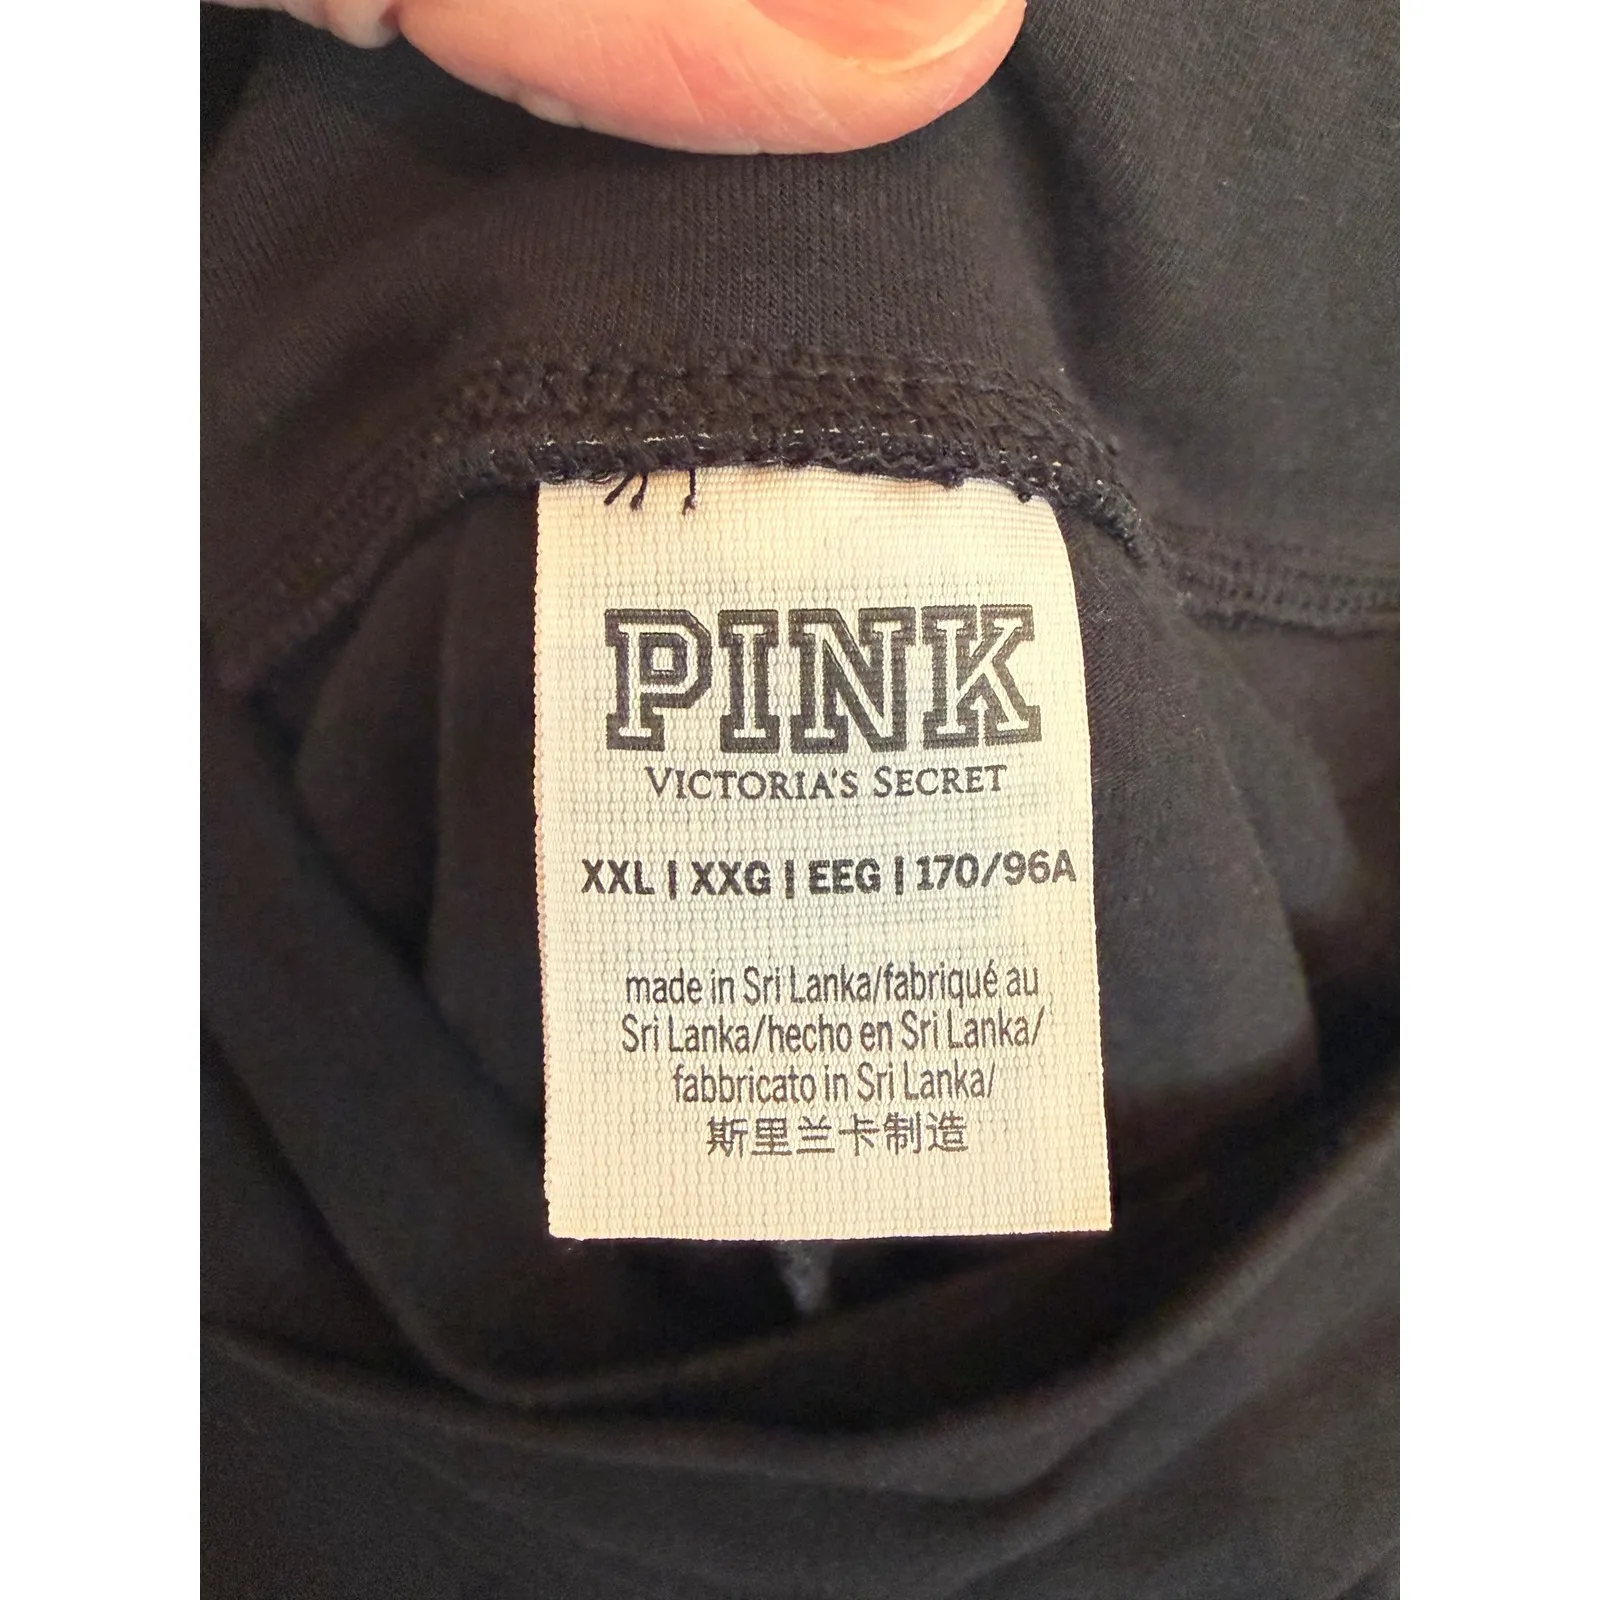 PINK
VICTORIA'S SECRET
XXL | XXG | EEG | 170/96A
made in Sri Lanka/fabriqué au
Sri Lanka/hecho en Sri Lanka/
fabbricato in Sri Lanka/
斯里兰卡制造